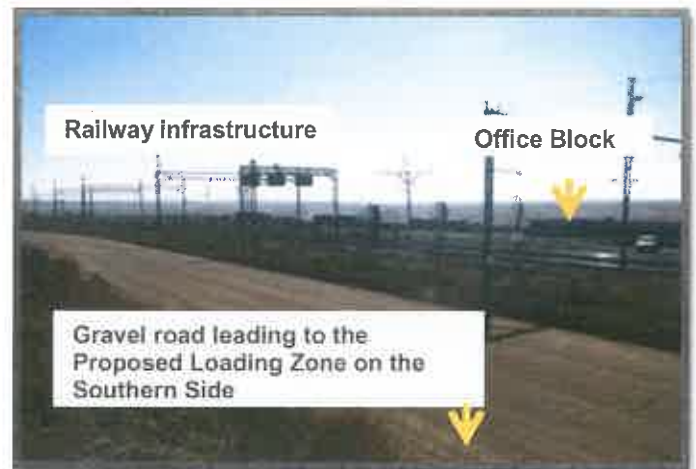 Railway infrastructure
Office Block
Gravel road leading to the
Proposed Loading Zone on the
Southern Side